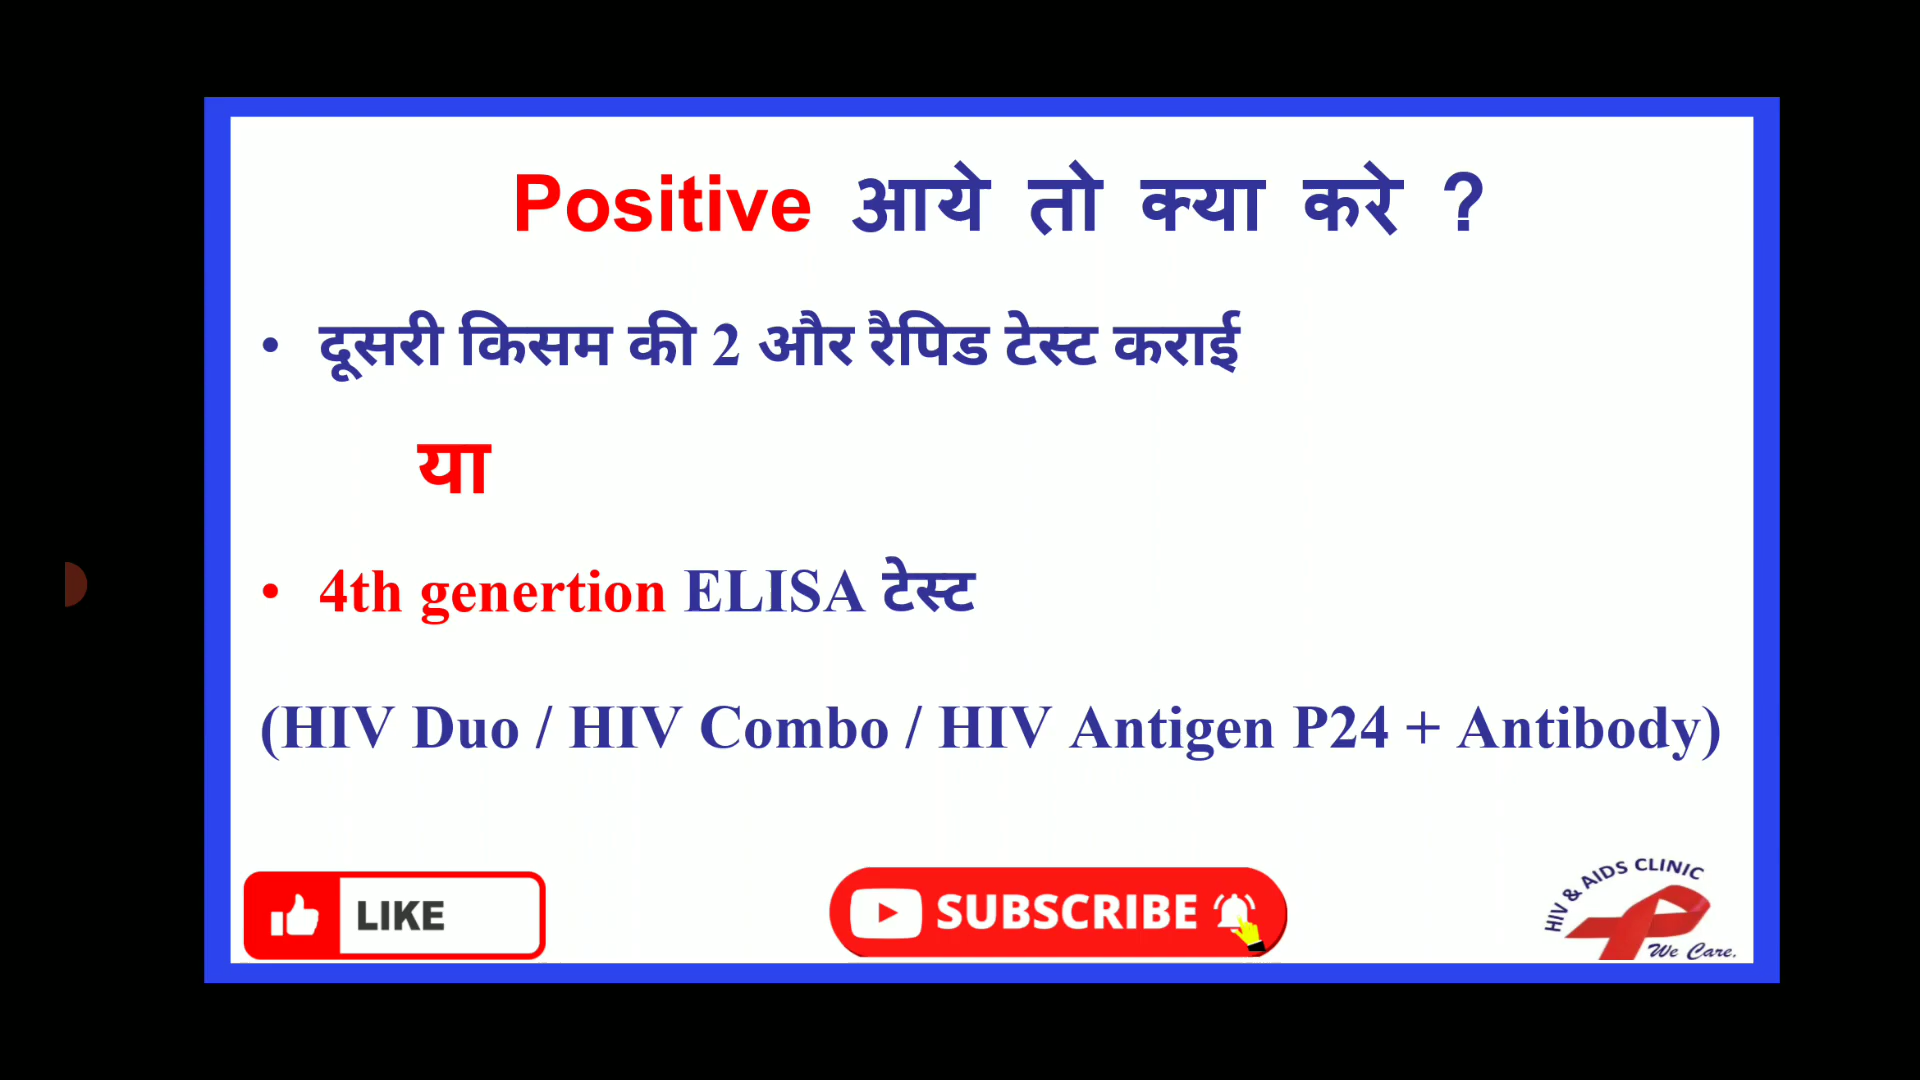 Positive आये तो क्या करे ?
• दूसरी किसम की 2 और रैपिड टेस्ट कराई
या
• 4th genertion ELISA टेस्ट
(HIV Duo / HIV Combo / HIV Antigen P24 + Antibody)
LIKE
SUBSCRIBE
HIV & AIDS CLINIC
We Care.